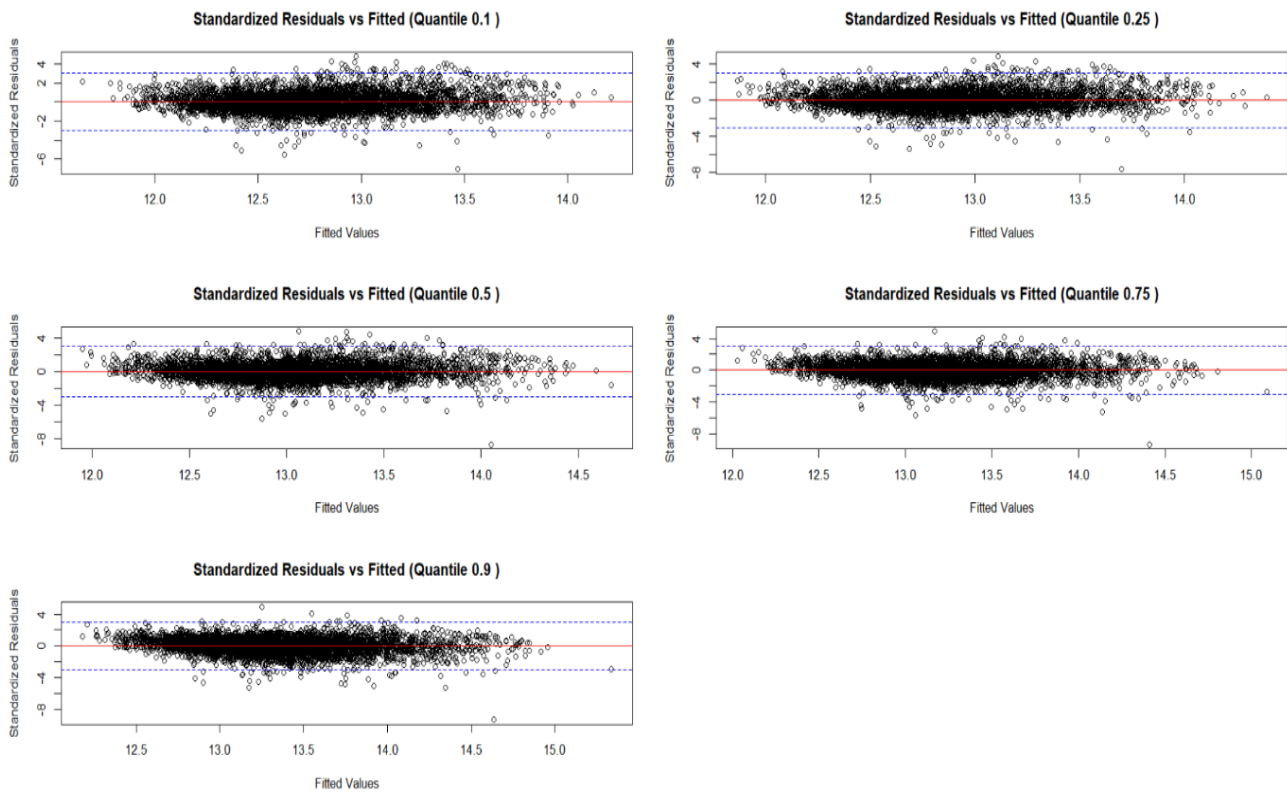 Standardized Residuals vs Fitted (Quantile 0.1 )
Standardized Residuals
4
2
0
-2
-6
12.0 12.5 13.0 13.5 14.0
Fitted Values
Standardized Residuals vs Fitted (Quantile 0.25 )
Standardized Residuals
4
0
-4
-8
12.0 12.5 13.0 13.5 14.0
Fitted Values
Standardized Residuals vs Fitted (Quantile 0.5 )
Standardized Residuals
4
0
-4
-8
12.0 12.5 13.0 13.5 14.0 14.5
Fitted Values
Standardized Residuals vs Fitted (Quantile 0.75 )
Standardized Residuals
4
0
-4
-8
12.0 12.5 13.0 13.5 14.0 14.5 15.0
Fitted Values
Standardized Residuals vs Fitted (Quantile 0.9 )
Standardized Residuals
4
0
-4
-8
12.5 13.0 13.5 14.0 14.5 15.0
Fitted Values